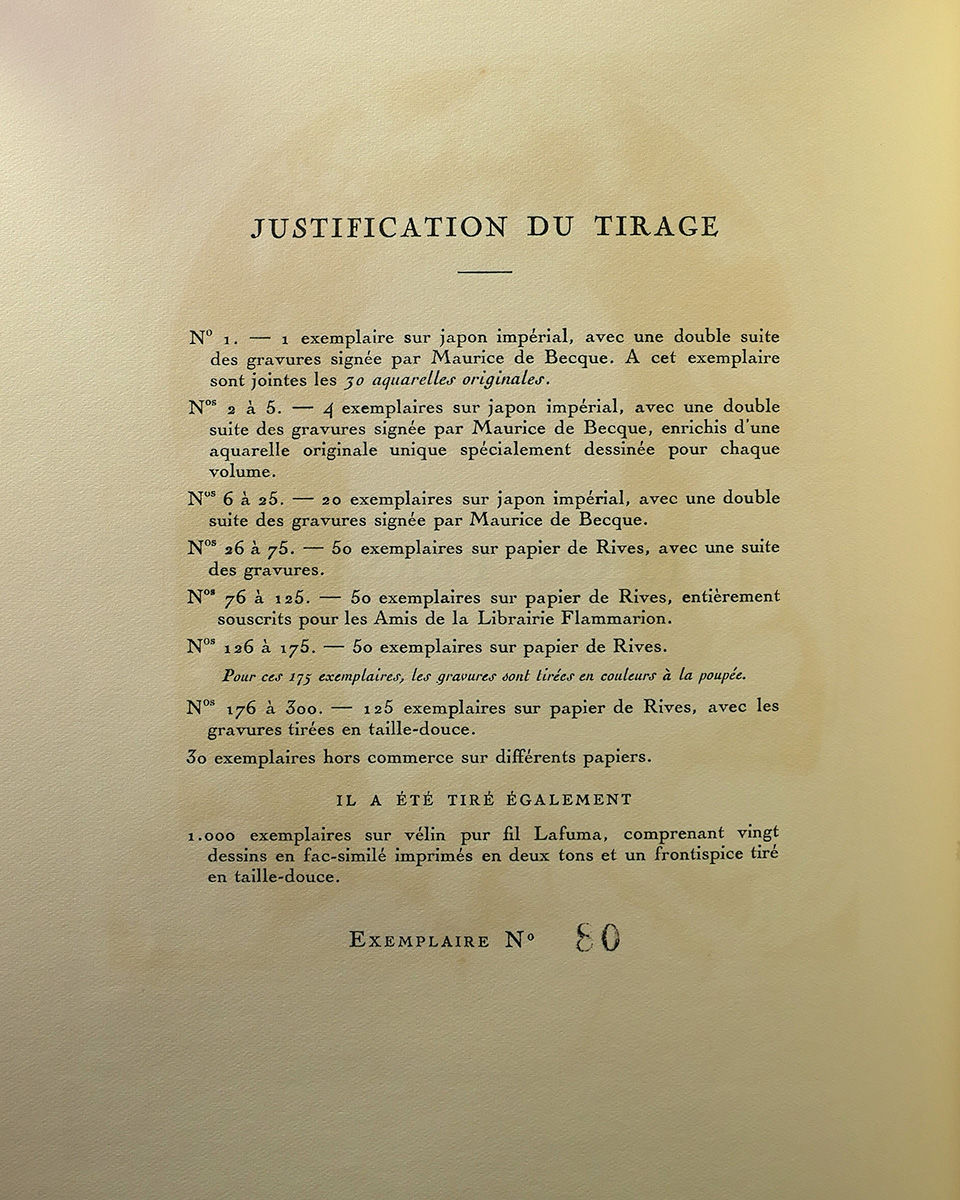 JUSTIFICATION DU TIRAGE
Nº 1. — 1 exemplaire sur japon impérial, avec une double suite
des gravures signée par Maurice de Becque. A cet exemplaire
sont jointes les 30 aquarelles originales.
Nos 2 à 5. — 4 exemplaires sur japon impérial, avec une double
suite des gravures signée par Maurice de Becque, enrichis d'une
aquarelle originale unique spécialement dessinée pour chaque
volume.
Nos 6 à 25. — 20 exemplaires sur japon impérial, avec une double
suite des gravures signée par Maurice de Becque.
Nos 26 à 75. — 50 exemplaires sur papier de Rives, avec une suite
des gravures.
Nos 76 à 125. — 50 exemplaires sur papier de Rives, entièrement
souscrits pour les Amis de la Librairie Flammarion.
Nos 126 à 175. — 50 exemplaires sur papier de Rives.
Pour ces 175 exemplaires, les gravures sont tirées en couleurs à la poupée.
Nos 176 à 300. — 125 exemplaires sur papier de Rives, avec les
gravures tirées en taille-douce.
30 exemplaires hors commerce sur différents papiers.
IL A ÉTÉ TIRÉ ÉGALEMENT
1.000 exemplaires sur vélin pur fil Lafuma, comprenant vingt
dessins en fac-similé imprimés en deux tons et un frontispice tiré
en taille-douce.
EXEMPLAIRE Nº 80